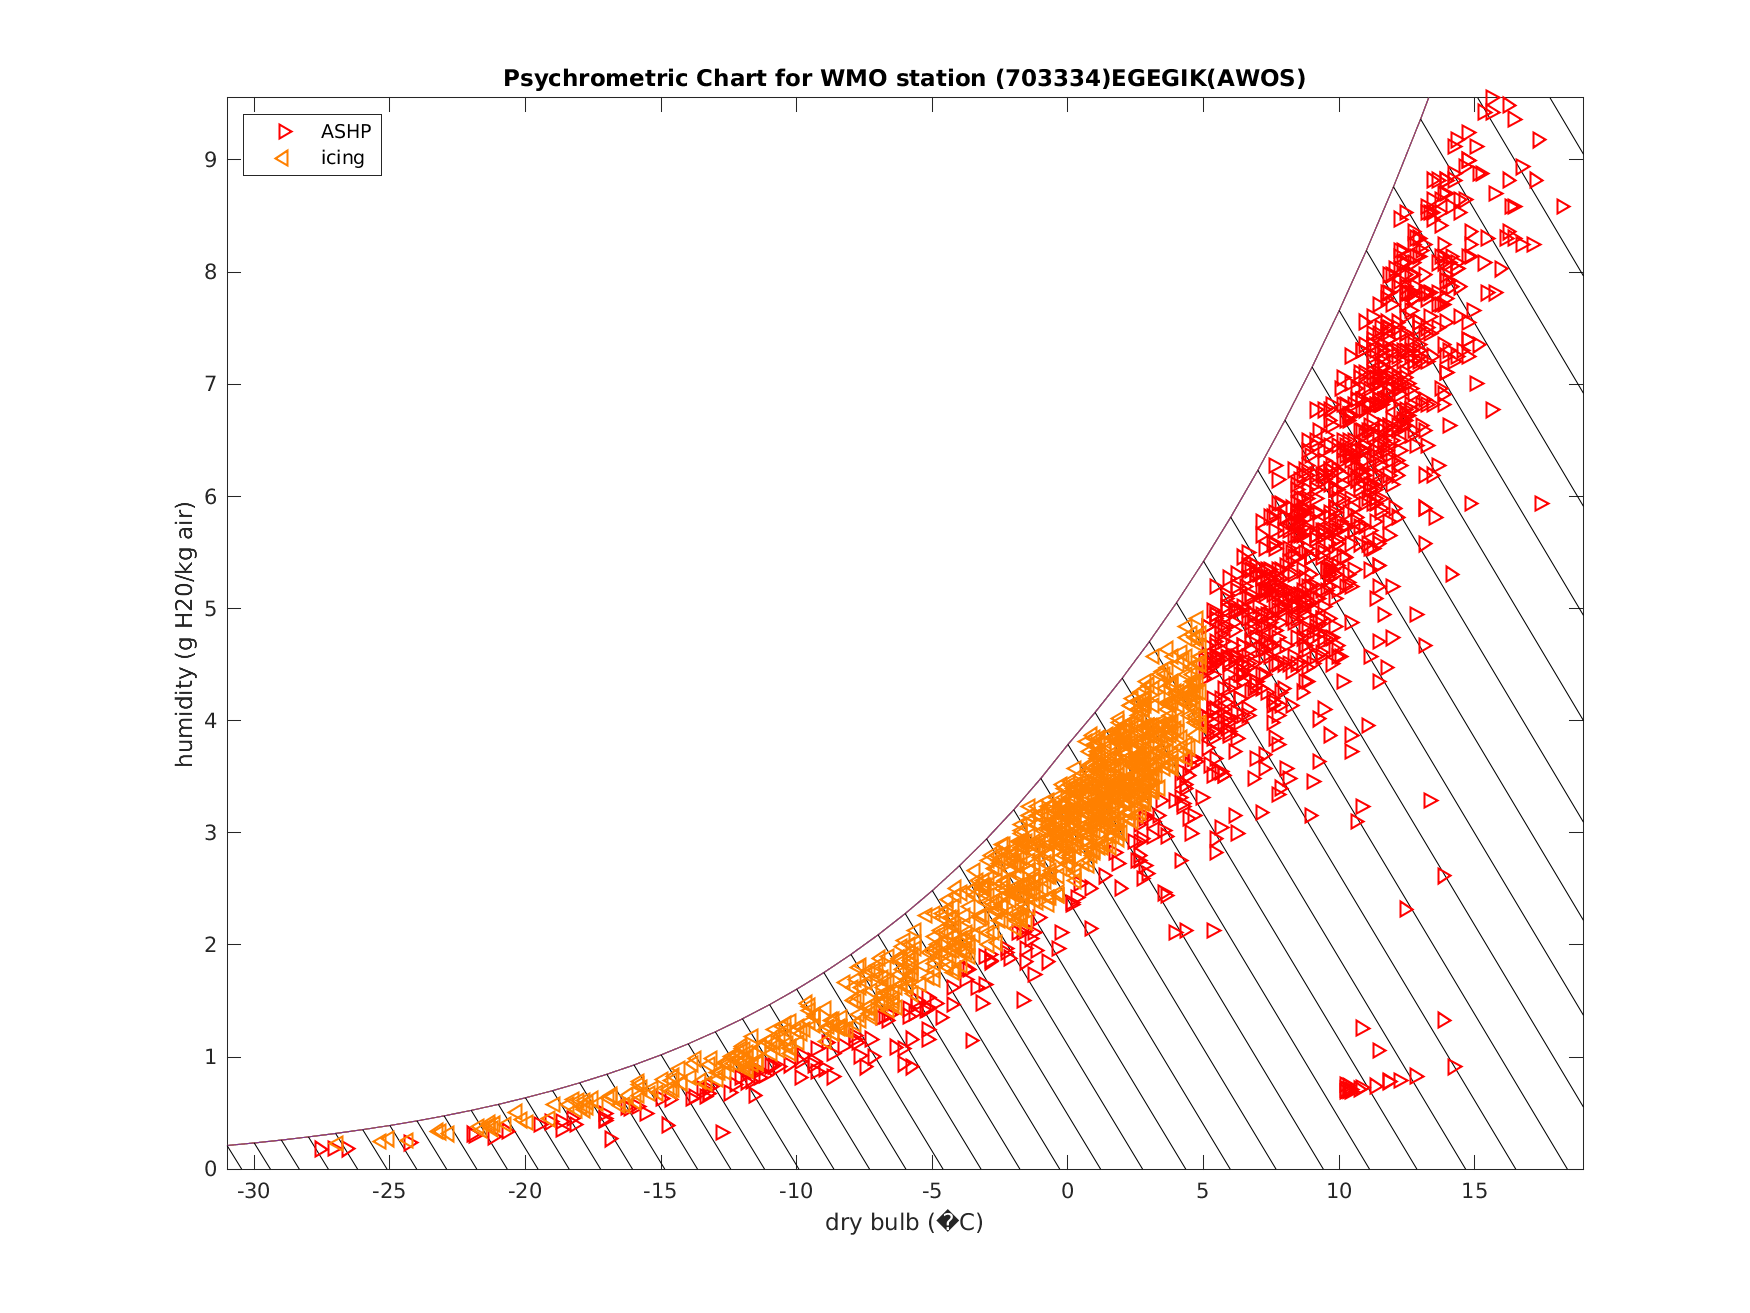 Psychrometric Chart for WMO station (703334)EGEGIK(AWOS)
ASHP
icing
9
8
7
6
5
4
3
2
1
0
humidity (g H20/kg air)
-30 -25 -20 -15 -10 -5 0 5 10 15
dry bulb (�C)